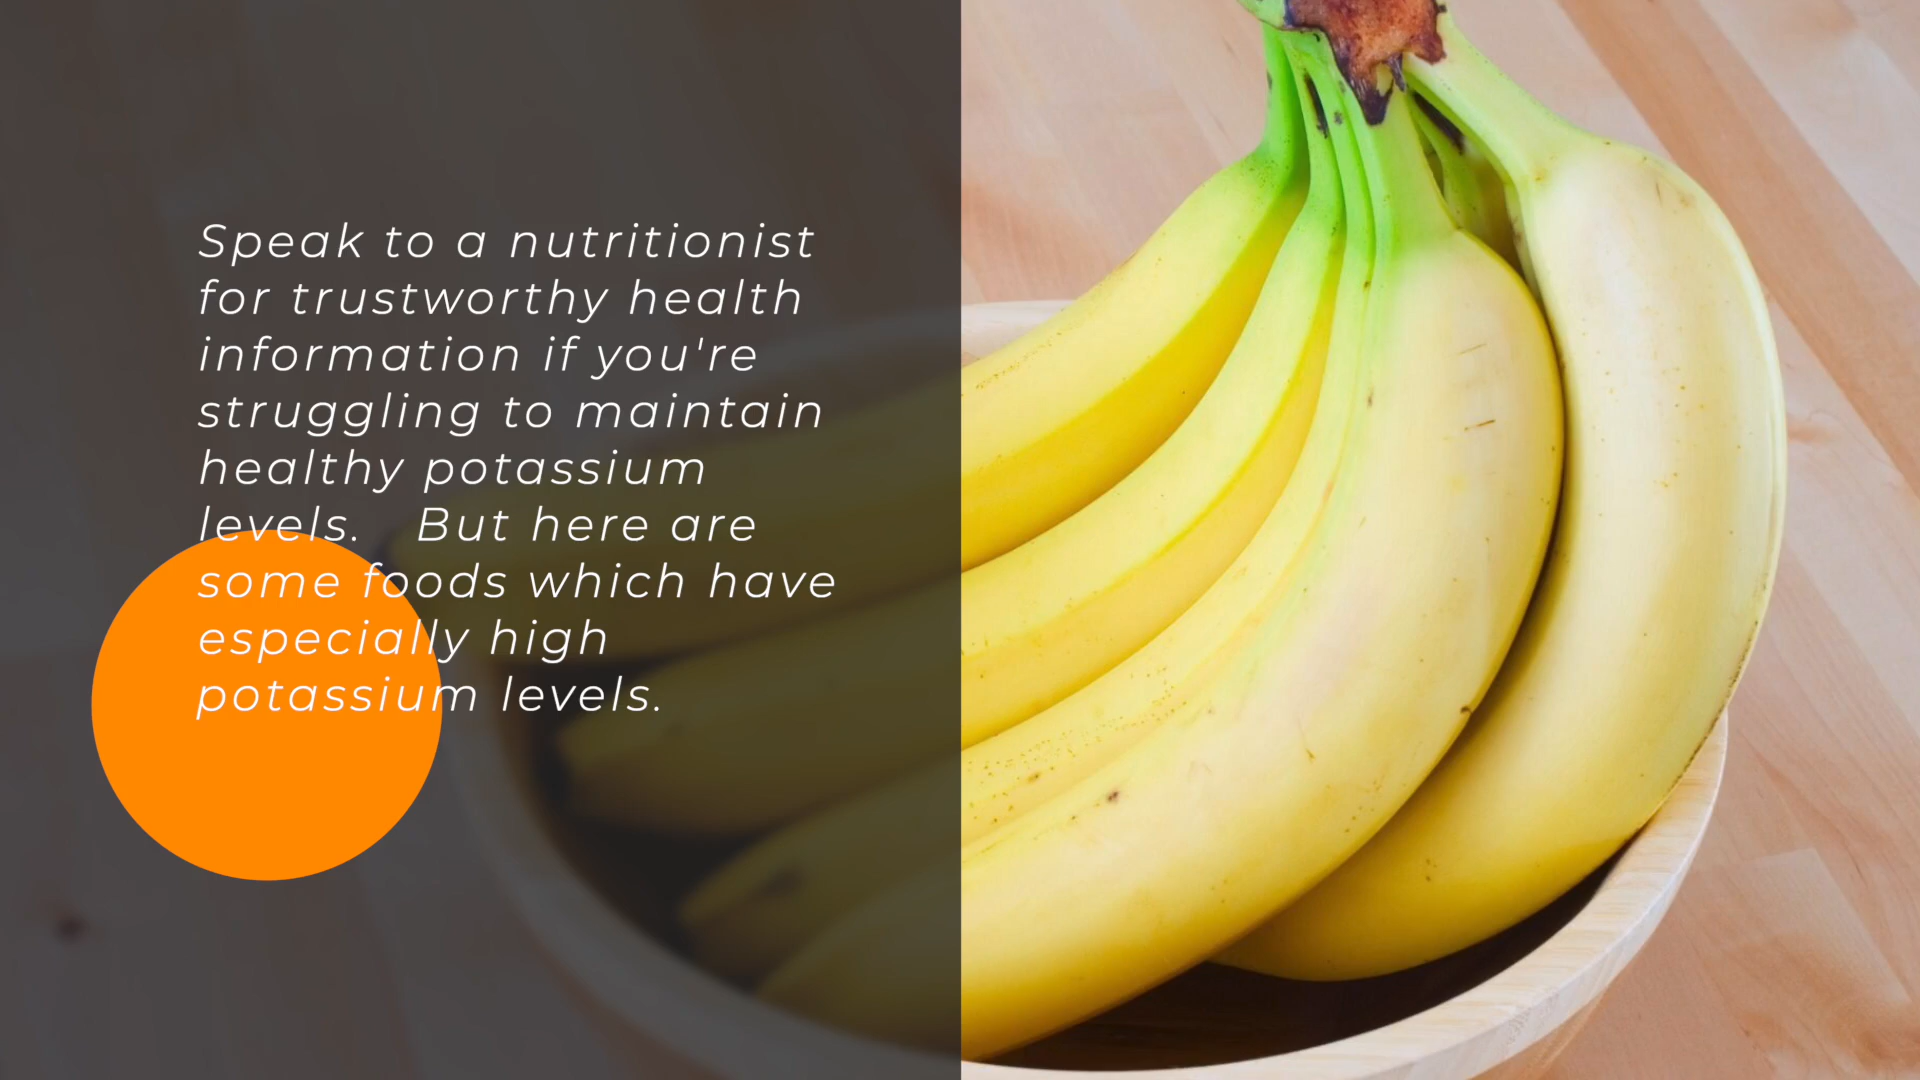 Speak to a nutritionist
for trustworthy health
information if you're
struggling to maintain
healthy potassium
levels.   But here are
some foods which have
especially high
potassium levels.